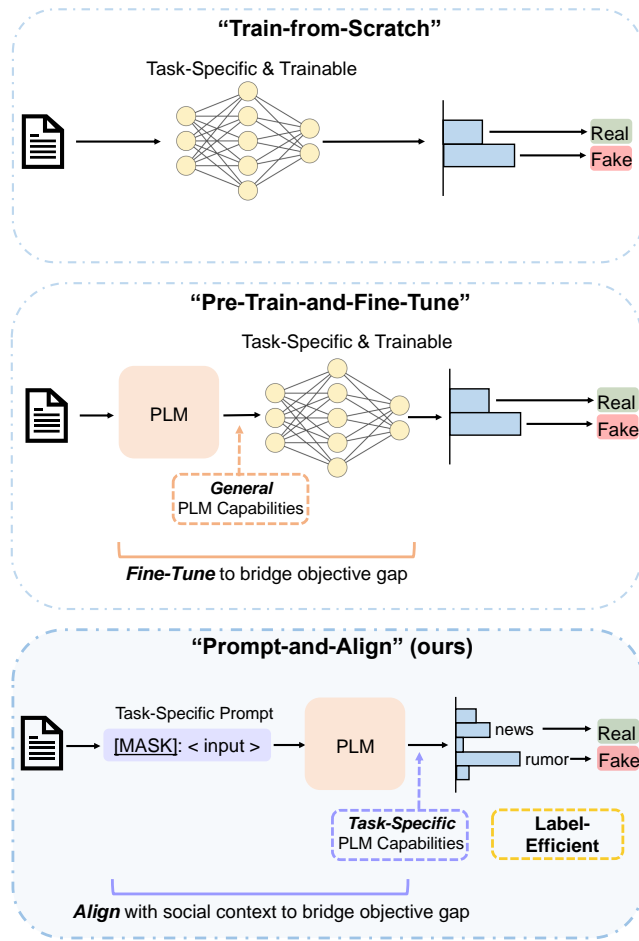 “Train-from-Scratch”
Task-Specific & Trainable
Real
Fake
“Pre-Train-and-Fine-Tune”
Task-Specific & Trainable
PLM
Real
Fake
General
PLM Capabilities
Fine-Tune to bridge objective gap
“Prompt-and-Align” (ours)
Task-Specific Prompt
[MASK]: < input >
PLM
news
Real
rumor
Fake
Task-Specific
PLM Capabilities
Label-
Efficient
Align with social context to bridge objective gap